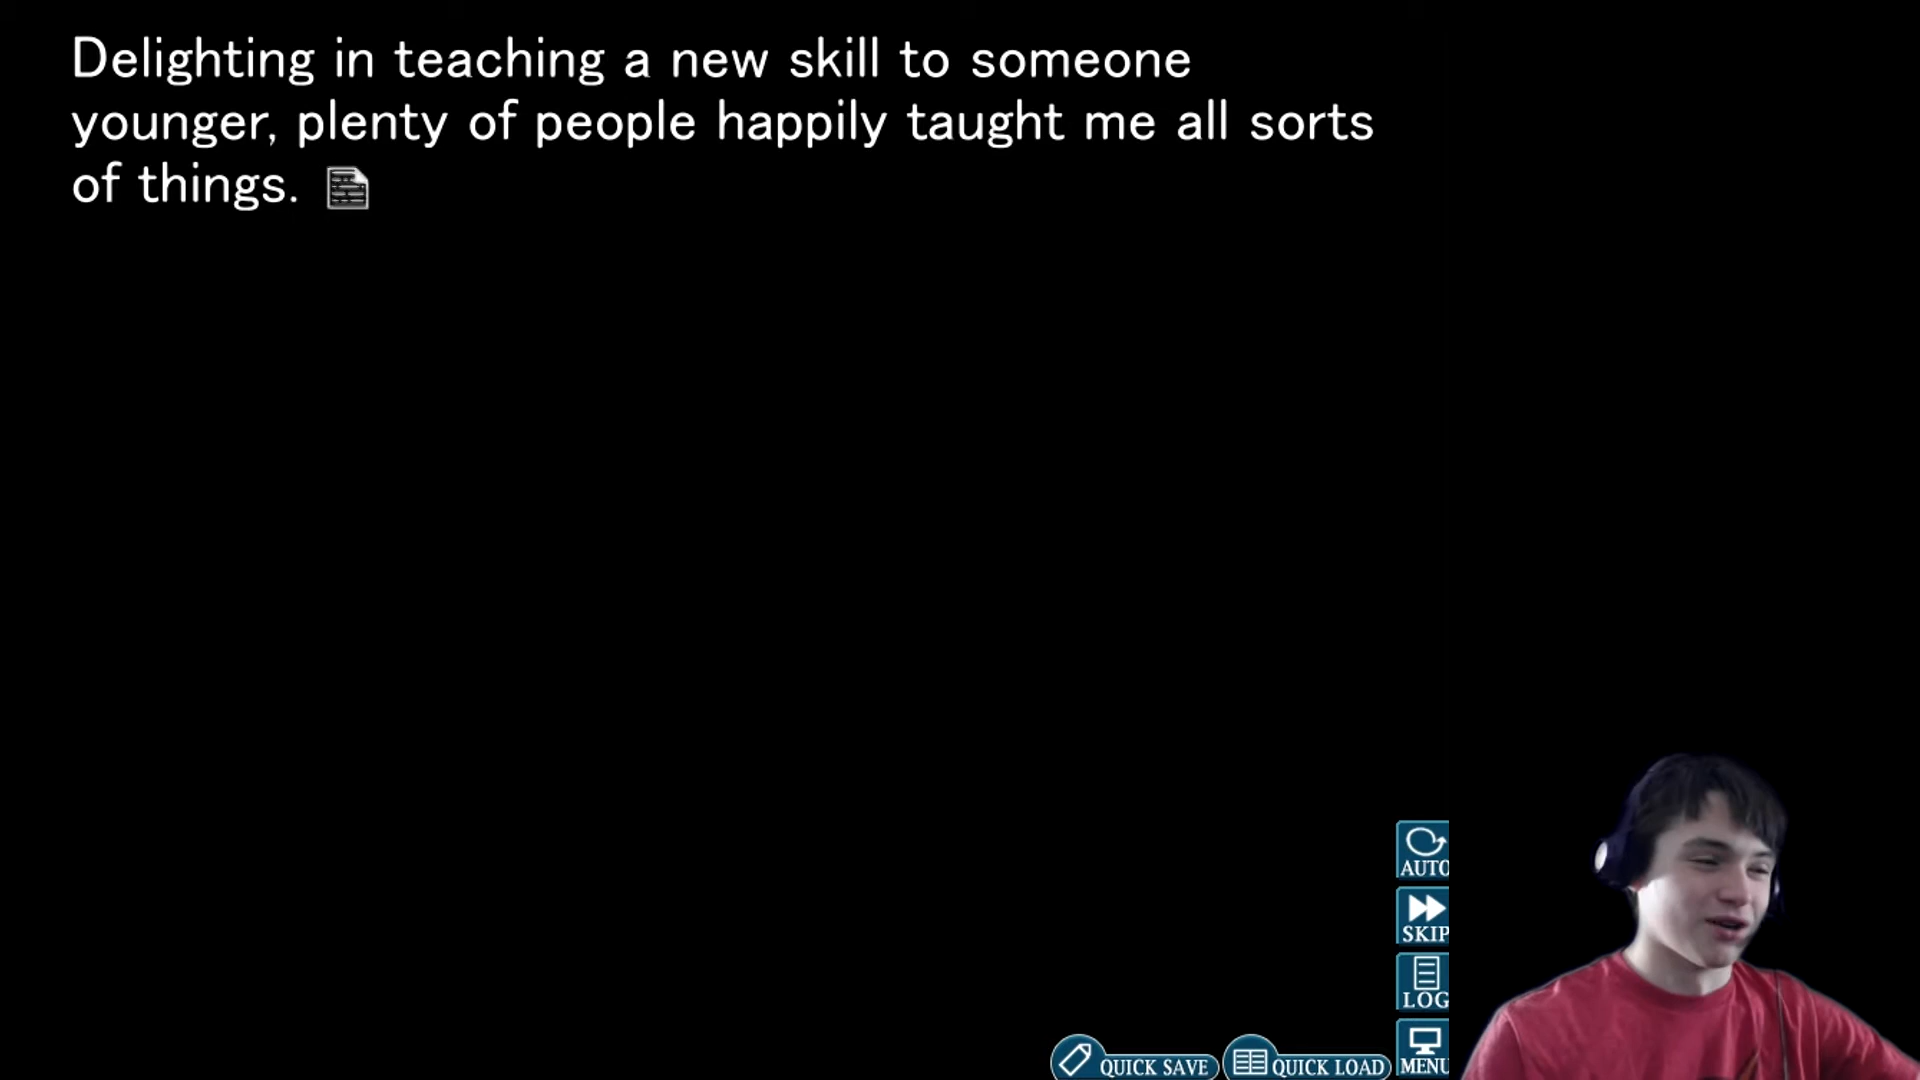 Delighting in teaching a new skill to someone
younger, plenty of people happily taught me all sorts
of things.
AUTO
SKIP
LOG
MENU
QUICK SAVE
QUICK LOAD